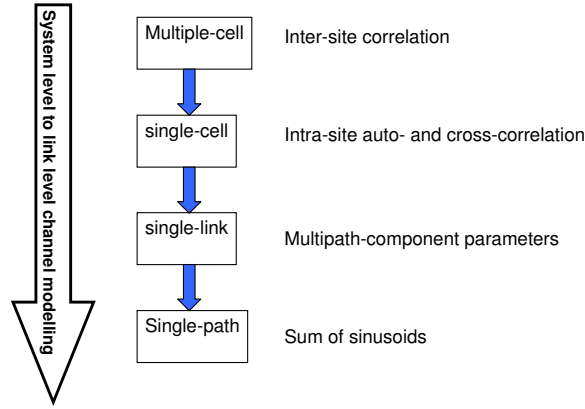 System level to link level channel modelling
Multiple-cell
Inter-site correlation
single-cell
Intra-site auto- and cross-correlation
single-link
Multipath-component parameters
Single-path
Sum of sinusoids